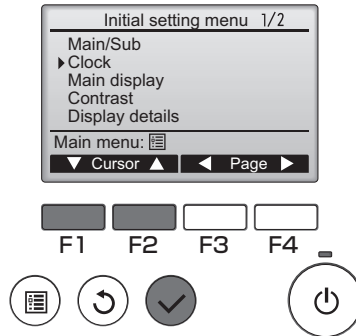 Initial setting menu 1/2
Main/Sub
Clock
Main display
Contrast
Display details
Main menu:
Cursor Page
F1 F2 F3 F4